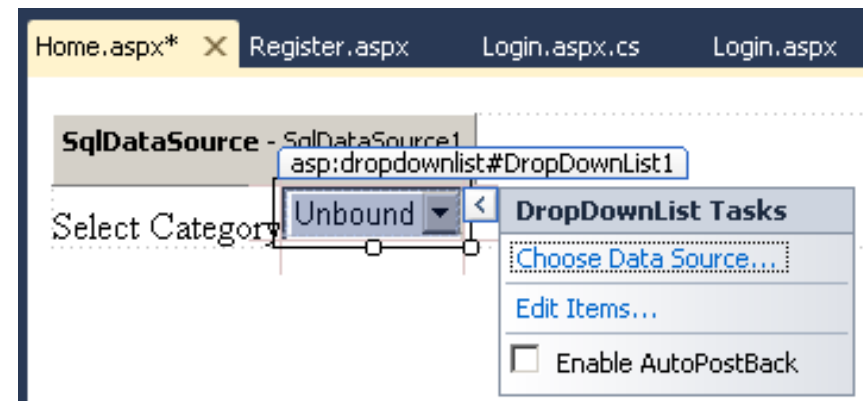 Home.aspx* Register.aspx Login.aspx.cs Login.aspx
SqlDataSource - SqlDataSource1
asp:dropdownlist#DropDownList1
Select Category Unbound
DropDownList Tasks
Choose Data Source...
Edit Items...
Enable AutoPostBack